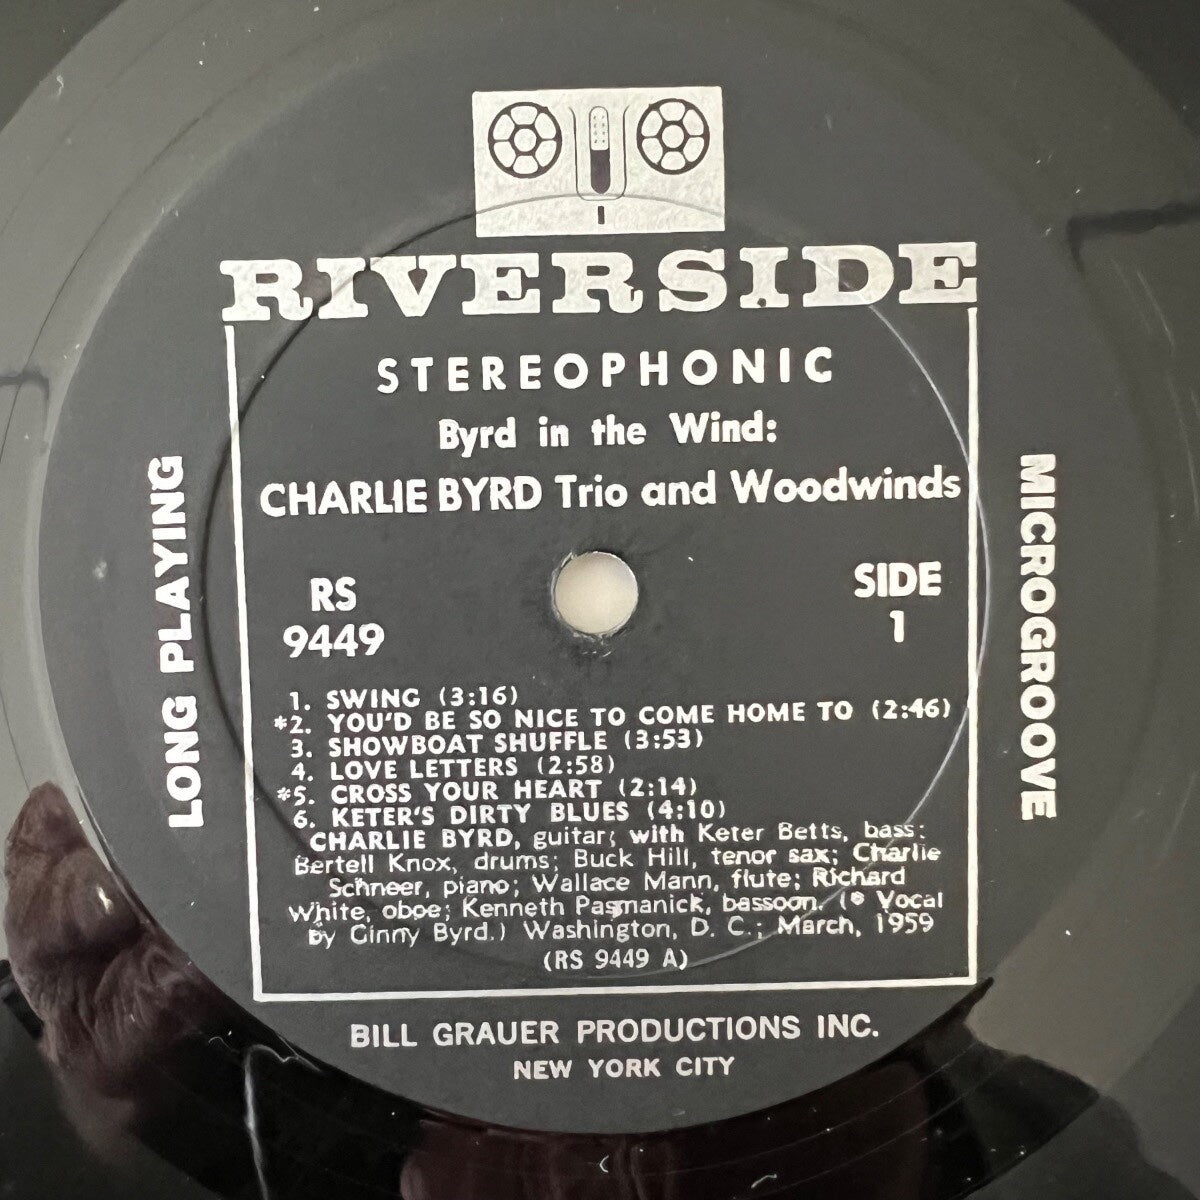 RIVERSIDE
STEREOPHONIC
Byrd in the Wind:
CHARLIE BYRD Trio and Woodwinds
LONG PLAYING
MICROGROOVE
RS
9449
SIDE
1
1. SWING (3:16)
*2. YOU'D BE SO NICE TO COME HOME TO (2:46)
3. SHOWBOAT SHUFFLE (3:53)
4. LOVE LETTERS (2:58)
*5. CROSS YOUR HEART (2:14)
6. KETER'S DIRTY BLUES (4:10)
CHARLIE BYRD, guitar; with Keter Betts, bass;
Bertell Knox, drums; Buck Hill, tenor sax; Charlie
Schneer, piano; Wallace Mann, flute; Richard
White, oboe; Kenneth Pasmanick, bassoon. (* Vocal
by Ginny Byrd.) Washington, D. C.; March, 1959
(RS 9449 A)
BILL GRAUER PRODUCTIONS INC.
NEW YORK CITY